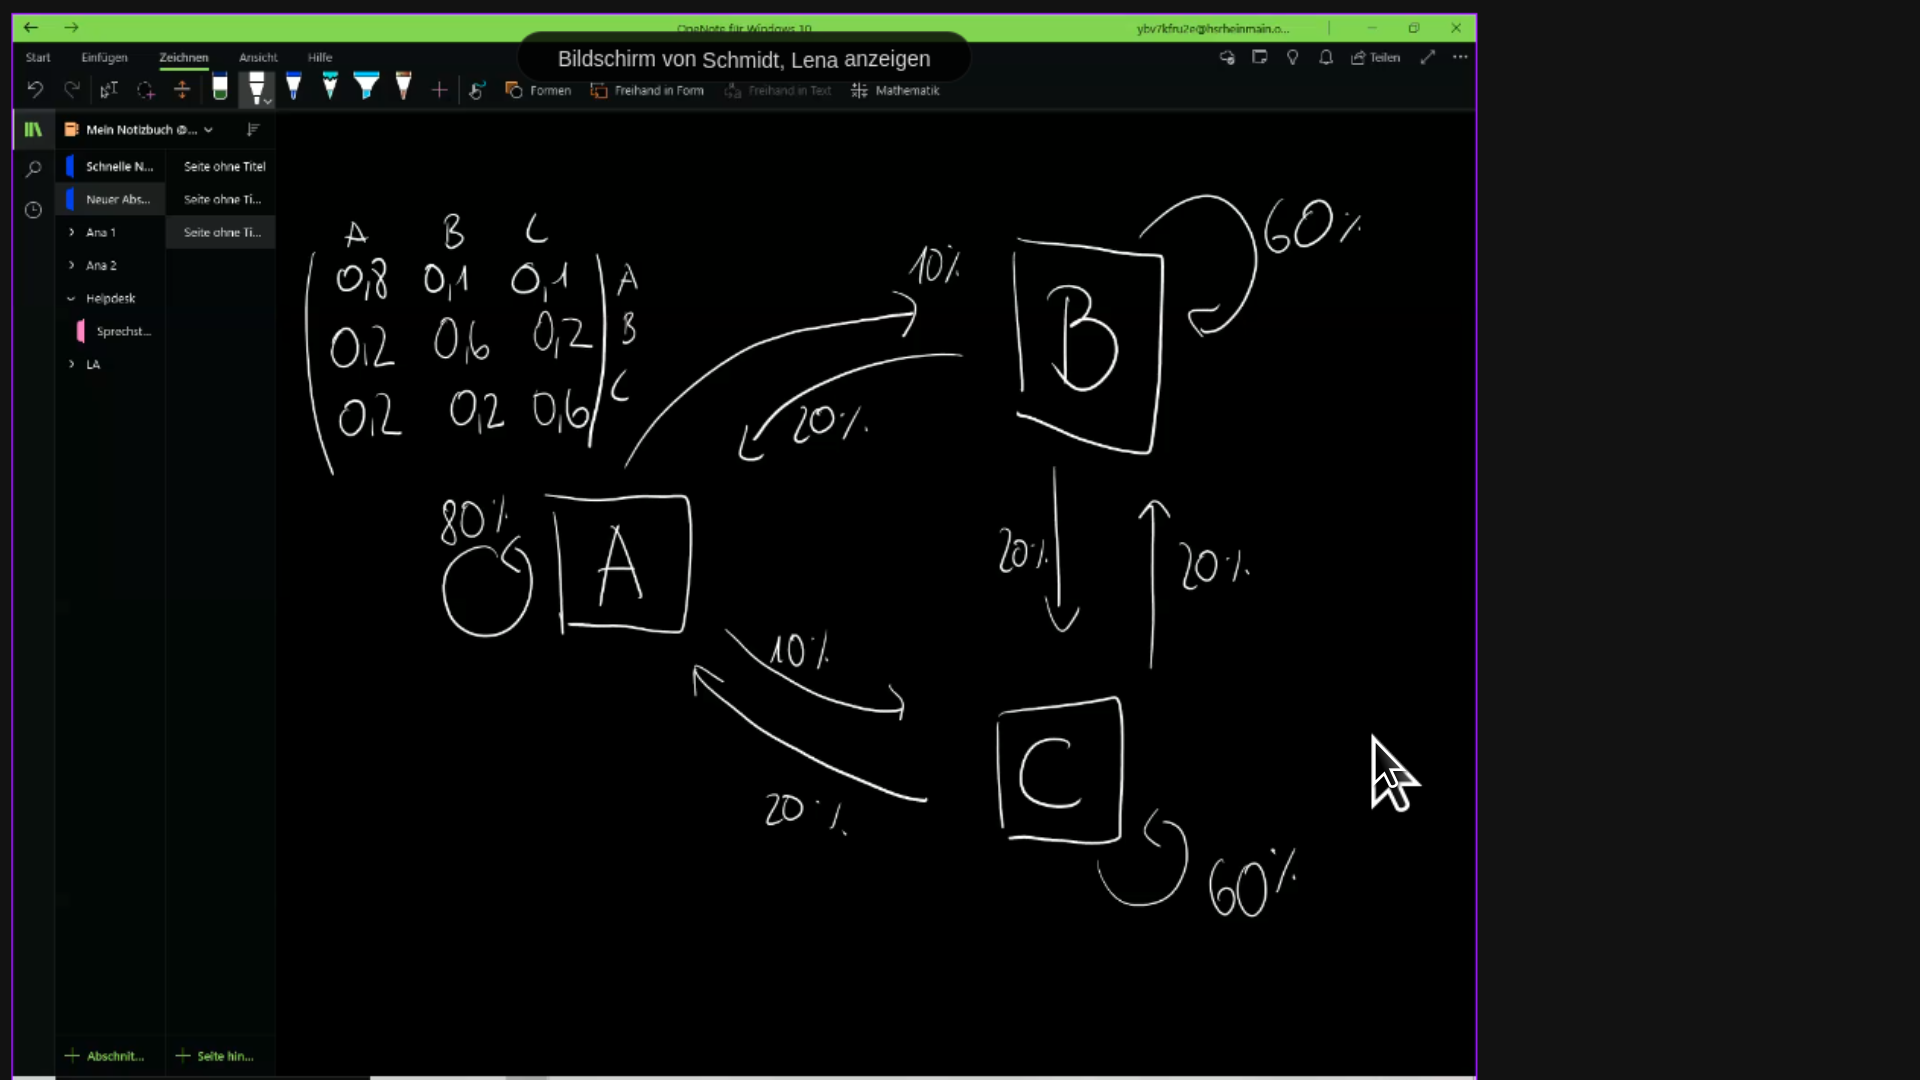 OneNote für Windows 10
ybv7kfru2e@hsrheinmain.o...
Bildschirm von Schmidt, Lena anzeigen
Start Einfügen Zeichnen Ansicht Hilfe
Teilen
Formen Freihand in Form Freihand in Text Mathematik
Mein Notizbuch @...
Schnelle N... Seite ohne Titel
Neuer Abs... Seite ohne Ti...
Ana 1 Seite ohne Ti...
Ana 2
Helpdesk
Sprechst...
LA
A B C
0,8 0,1 0,1 A
0,2 0,6 0,2 B
0,2 0,2 0,6 C
10%
60%
B
20%
80%
A
20%
20%
10%
C
20%
60%
Abschnit... Seite hin...